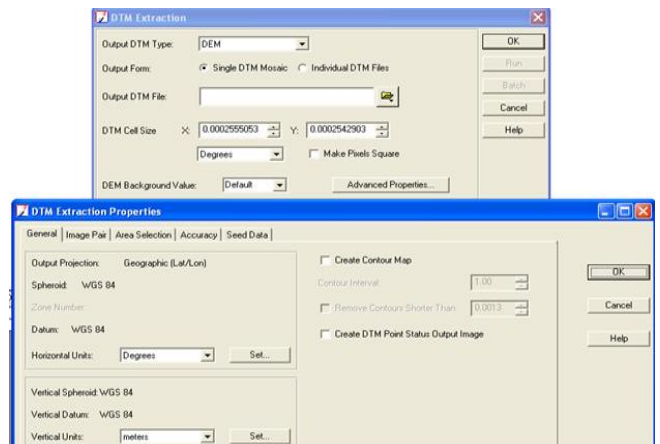 DTM Extraction
Output DTM Type: DEM OK
Output Form: Single DTM Mosaic Individual DTM Files Run
Batch
Output DTM File: Cancel
DTM Cell Size X: 0.0002555053 Y: 0.0002542903 Help
Degrees Make Pixels Square
DEM Background Value: Default Advanced Properties...
DTM Extraction Properties
General Image Pair Area Selection Accuracy Seed Data
Output Projection: Geographic (Lat/Lon) Create Contour Map OK
Spheroid: WGS 84 Contour Interval: 1.00
Zone Number: Remove Contours Shorter Than: 0.0013 Cancel
Datum: WGS 84 Create DTM Point Status Output Image Help
Horizontal Units: Degrees Set...
Vertical Spheroid: WGS 84
Vertical Datum: WGS 84
Vertical Units: meters Set...